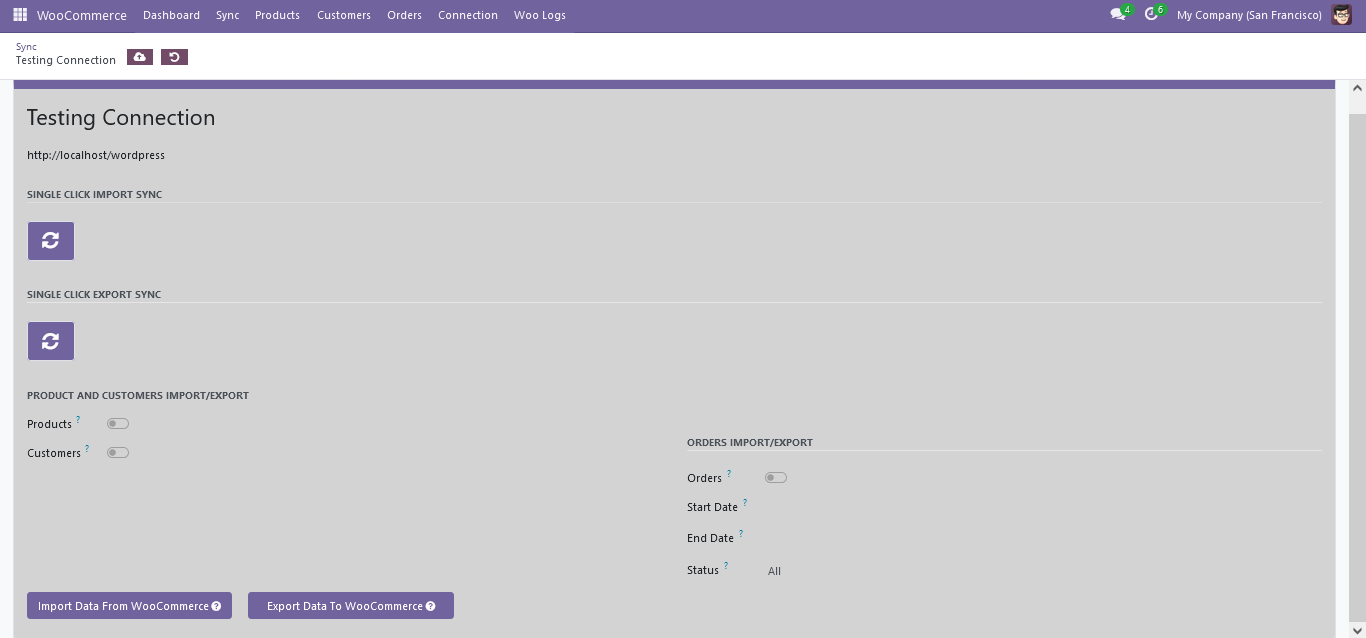 WooCommerce Dashboard Sync Products Customers Orders Connection Woo Logs 4 6 My Company (San Francisco)
Sync
Testing Connection
Testing Connection
http://localhost/wordpress
SINGLE CLICK IMPORT SYNC
SINGLE CLICK EXPORT SYNC
PRODUCT AND CUSTOMERS IMPORT/EXPORT
Products ?
Customers ?
ORDERS IMPORT/EXPORT
Orders ?
Start Date ?
End Date ?
Status ? All
Import Data From WooCommerce ? Export Data To WooCommerce ?